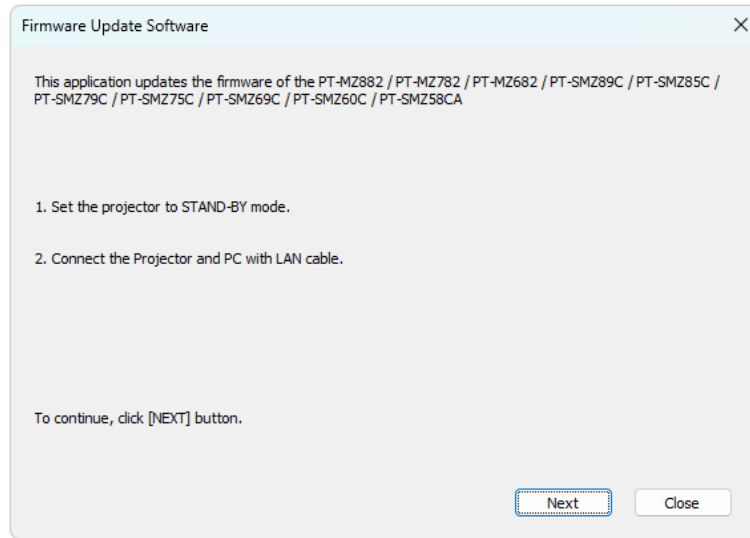 Firmware Update Software
This application updates the firmware of the PT-MZ882 / PT-MZ782 / PT-MZ682 / PT-SMZ89C / PT-SMZ85C /
PT-SMZ79C / PT-SMZ75C / PT-SMZ69C / PT-SMZ60C / PT-SMZ58CA
1. Set the projector to STAND-BY mode.
2. Connect the Projector and PC with LAN cable.
To continue, click [NEXT] button.
Next Close